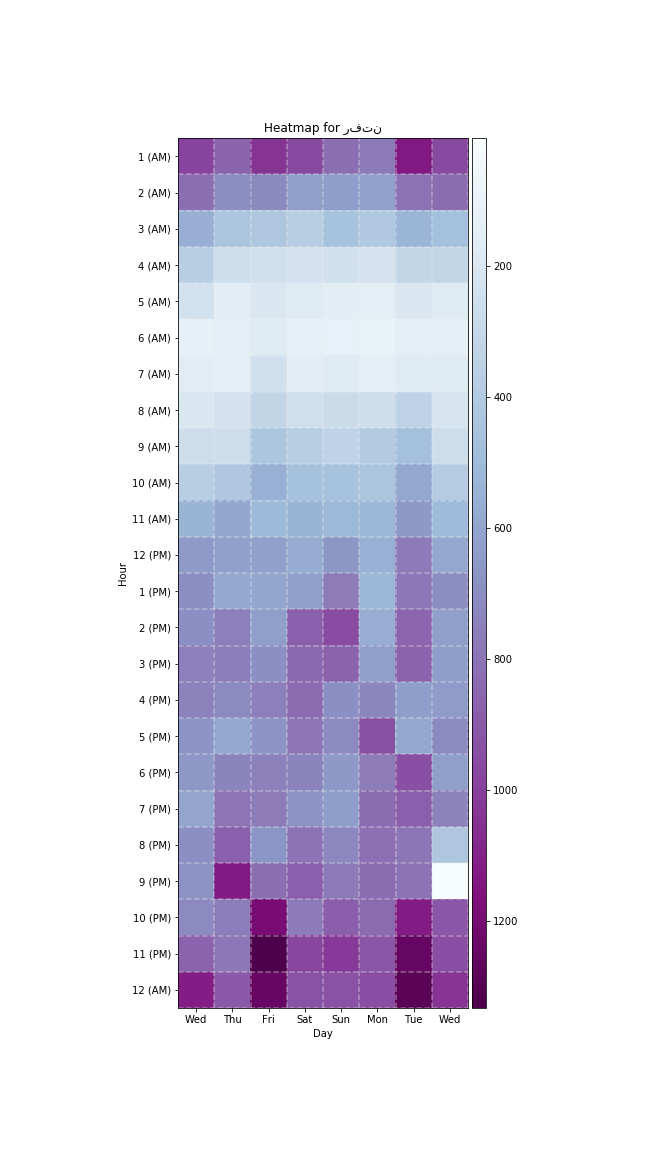 Heatmap for نتفر
1 (AM)
2 (AM)
3 (AM)
4 (AM)
5 (AM)
6 (AM)
7 (AM)
8 (AM)
9 (AM)
10 (AM)
11 (AM)
12 (PM)
1 (PM)
2 (PM)
3 (PM)
4 (PM)
5 (PM)
6 (PM)
7 (PM)
8 (PM)
9 (PM)
10 (PM)
11 (PM)
12 (AM)
Hour
Wed Thu Fri Sat Sun Mon Tue Wed
Day
200
400
600
800
1000
1200